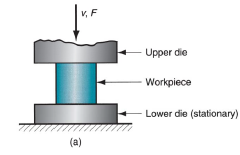 v, F
Upper die
Workpiece
Lower die (stationary)
(a)